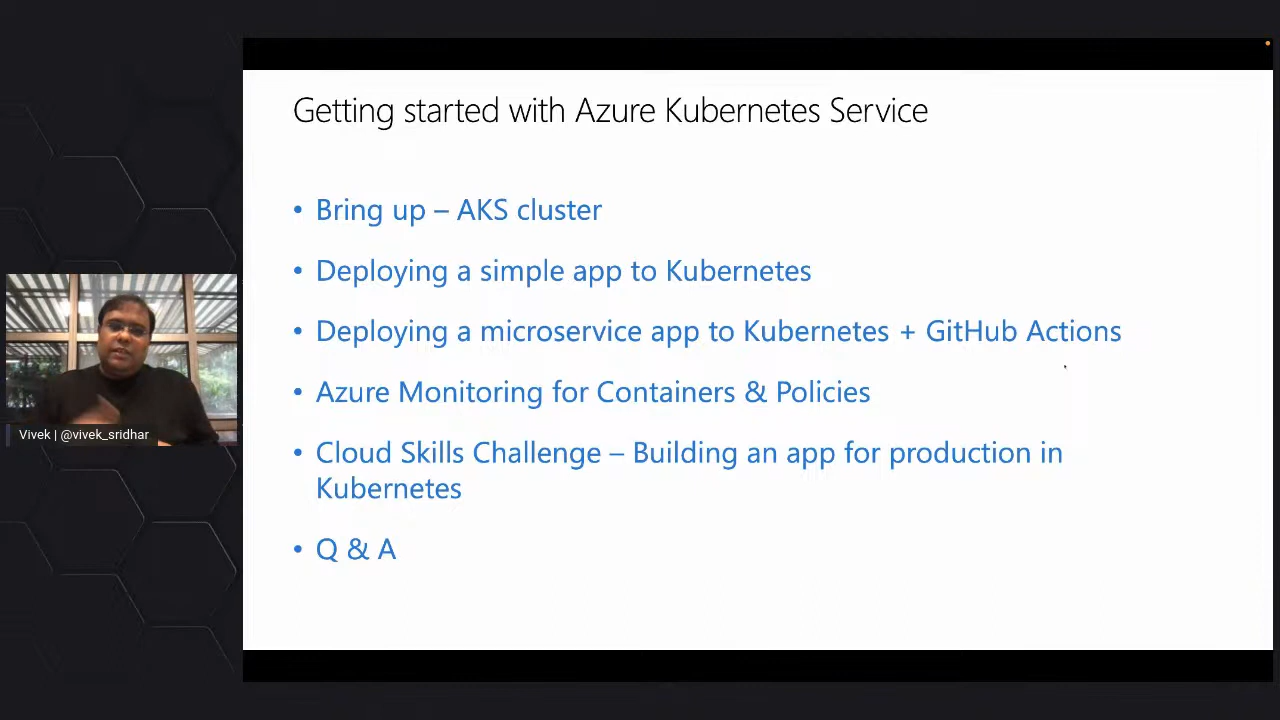 Getting started with Azure Kubernetes Service
• Bring up – AKS cluster
• Deploying a simple app to Kubernetes
• Deploying a microservice app to Kubernetes + GitHub Actions
• Azure Monitoring for Containers & Policies
• Cloud Skills Challenge – Building an app for production in
Kubernetes
• Q & A
Vivek | @vivek_sridhar